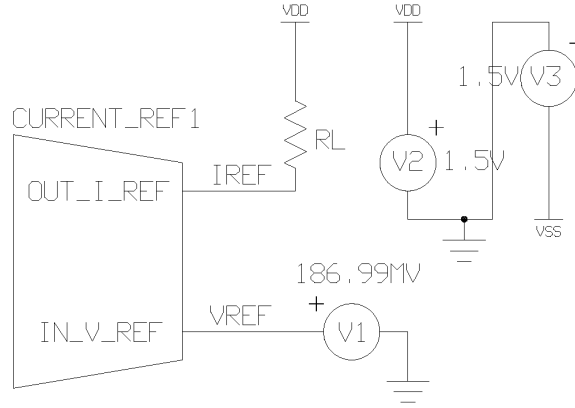 VDD
VDD
1.5V
V3
CURRENT_REF1
RL
V2
1.5V
IREF
OUT_I_REF
VSS
186.99MV
VREF
IN_V_REF
V1